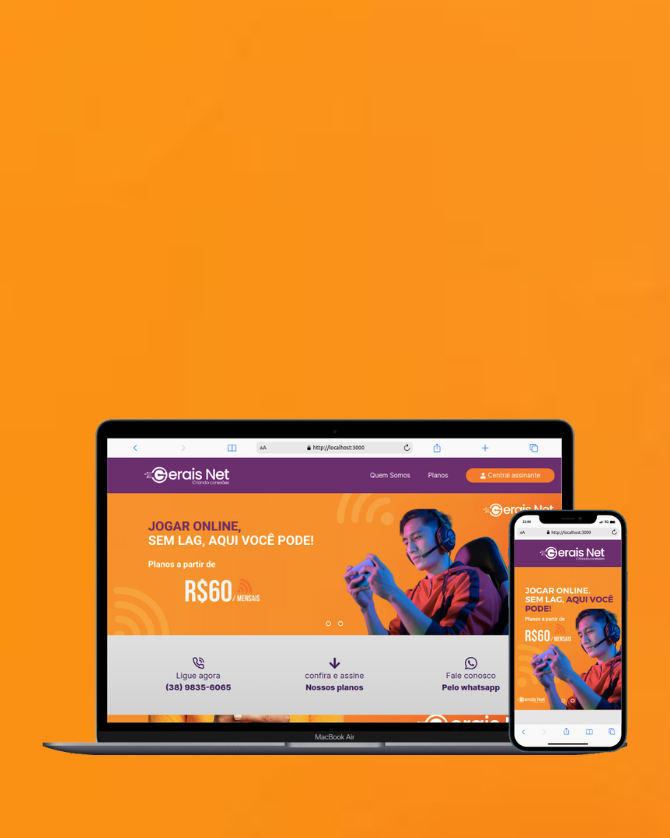 AA
http://localhost:3000
Gerais Net
Criando conexões
Quem Somos
Planos
Central assinante
Gerais Net
JOGAR ONLINE,
SEM LAG, AQUI VOCÊ PODE!
Planos a partir de
R$60/ MENSAIS
Ligue agora
(38) 9835-6065
confira e assine
Nossos planos
Fale conosco
Pelo whatsapp
MacBook Air
AA
http://localhost:3000
Gerais Net
Criando conexões
JOGAR ONLINE,
SEM LAG, AQUI VOCÊ
PODE!
Planos a partir de
R$60/ MENSAIS
Gerais Net